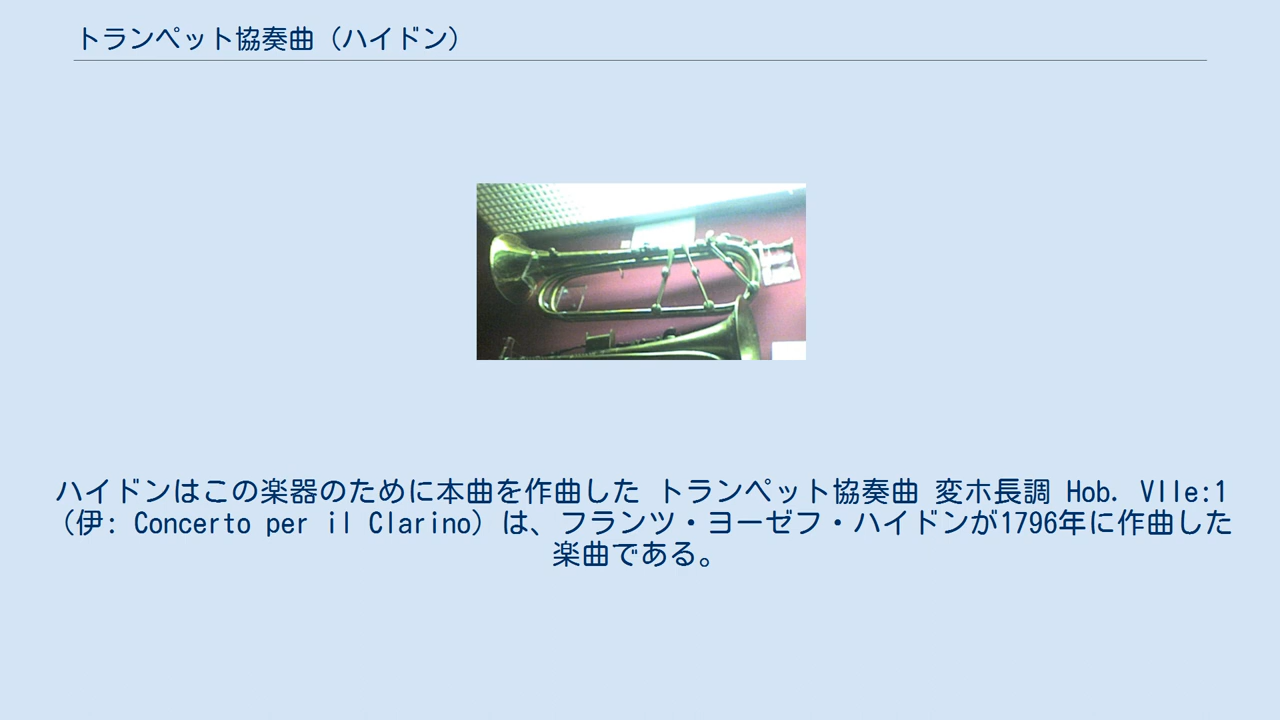 トランペット協奏曲（ハイドン）
ハイドンはこの楽器のために本曲を作曲した トランペット協奏曲 変ホ長調 Hob. VIIe:1
（伊: Concerto per il Clarino）は、フランツ・ヨーゼフ・ハイドンが1796年に作曲した
楽曲である。